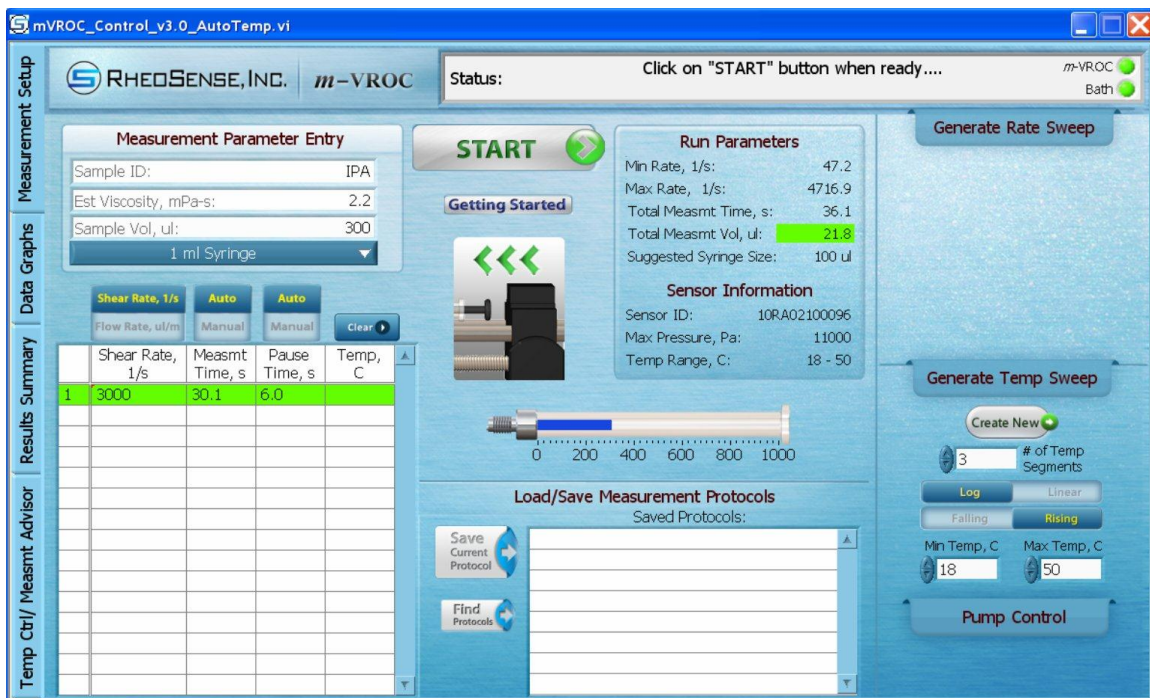 mVROC_Control_v3.0_AutoTemp.vi
Measurement Setup
Data Graphs
Results Summary
Temp Ctrl/ Measmt Advisor
S RHEOSENSE, INC. m-VROC
Status:
Click on "START" button when ready....
m-VROC
Bath
Measurement Parameter Entry
Sample ID: IPA
Est Viscosity, mPa-s: 2.2
Sample Vol, ul: 300
1 ml Syringe
Shear Rate, 1/s Auto Auto
Flow Rate, ul/m Manual Manual Clear
Shear Rate, Measmt Pause Temp,
1/s Time, s Time, s C
1 3000 30.1 6.0
START
Getting Started
Run Parameters
Min Rate, 1/s: 47.2
Max Rate, 1/s: 4716.9
Total Measmt Time, s: 36.1
Total Measmt Vol, ul: 21.8
Suggested Syringe Size: 100 ul
Sensor Information
Sensor ID: 10RA02100096
Max Pressure, Pa: 11000
Temp Range, C: 18 - 50
0 200 400 600 800 1000
Load/Save Measurement Protocols
Saved Protocols:
Save
Current
Protocol
Find
Protocols
Generate Rate Sweep
Generate Temp Sweep
Create New
3 # of Temp
Segments
Log Linear
Falling Rising
Min Temp, C Max Temp, C
18 50
Pump Control